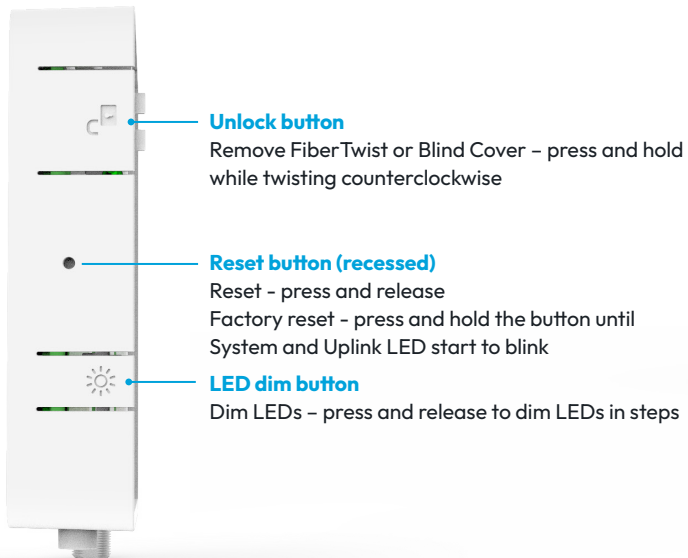 Unlock button
Remove FiberTwist or Blind Cover – press and hold
while twisting counterclockwise
Reset button (recessed)
Reset - press and release
Factory reset - press and hold the button until
System and Uplink LED start to blink
LED dim button
Dim LEDs – press and release to dim LEDs in steps